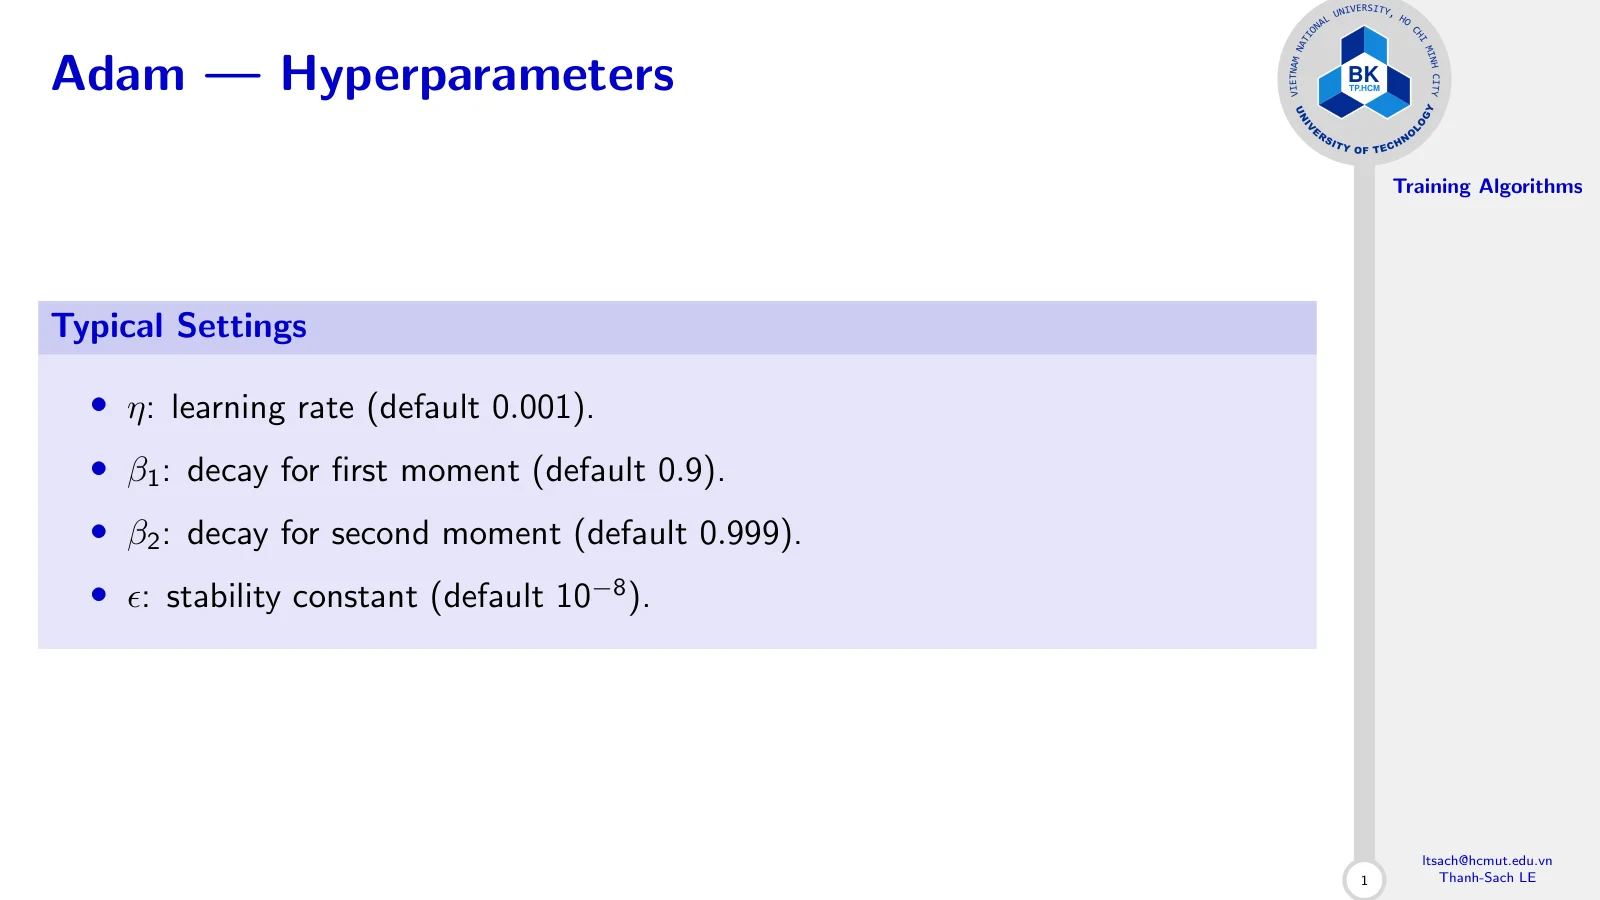 Adam — Hyperparameters
VIETNAM NATIONAL UNIVERSITY, HO CHI MINH CITY
BK
TP.HCM
UNIVERSITY OF TECHNOLOGY
Training Algorithms
Typical Settings
• η: learning rate (default 0.001).
• β₁: decay for first moment (default 0.9).
• β₂: decay for second moment (default 0.999).
• ϵ: stability constant (default 10⁻⁸).
ltsach@hcmut.edu.vn
Thanh-Sach LE
1